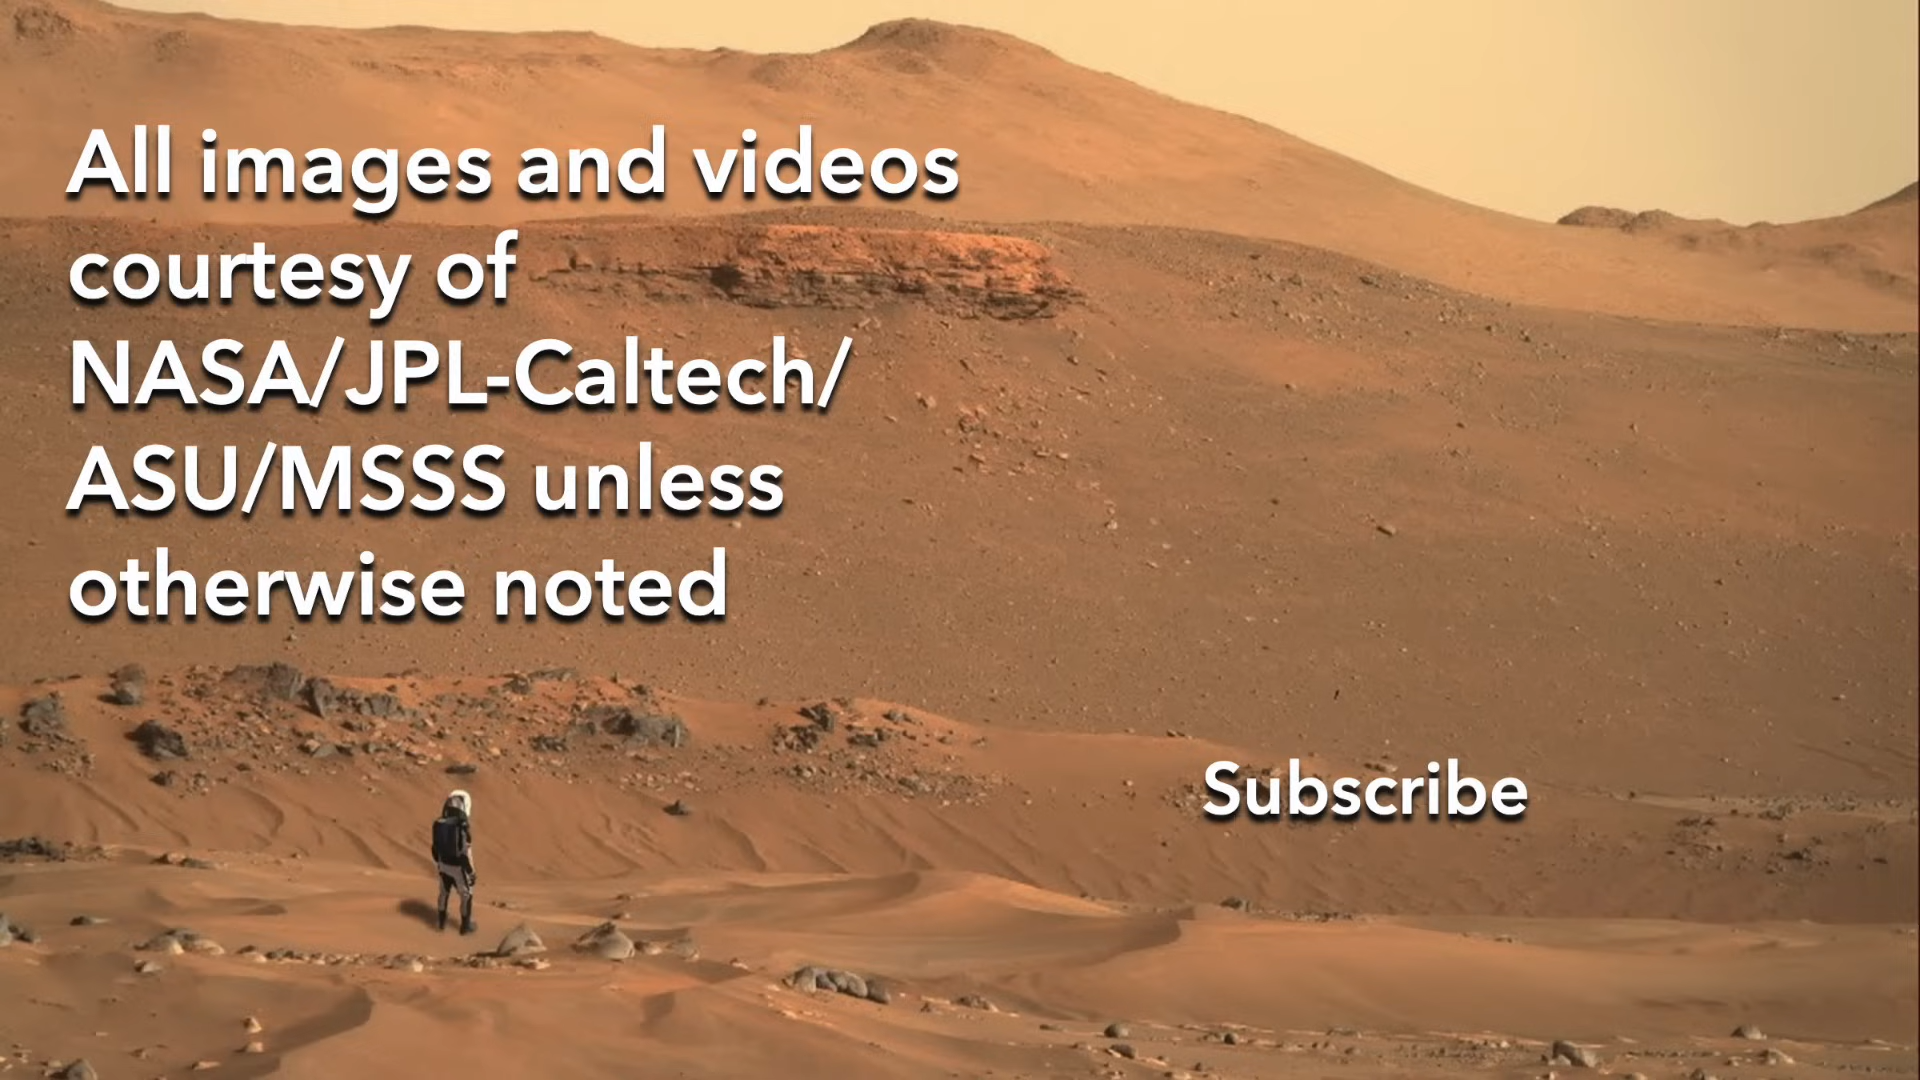 All images and videos
courtesy of
NASA/JPL-Caltech/
ASU/MSSS unless
otherwise noted
Subscribe